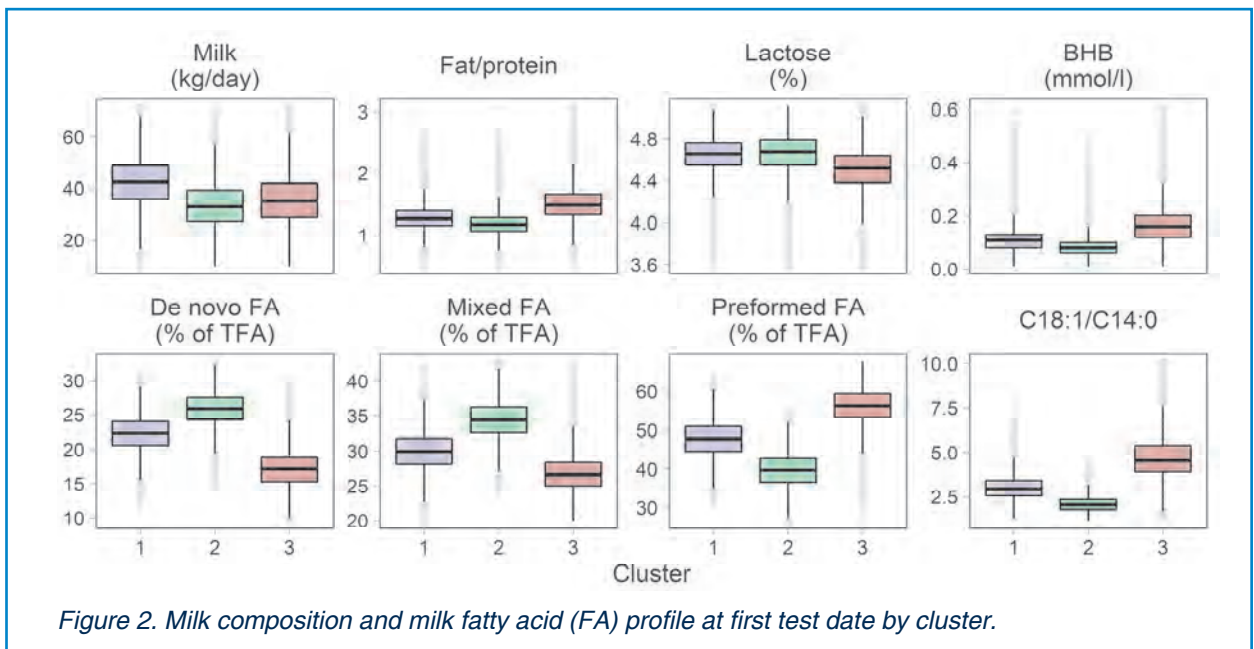 Milk
(kg/day)
Fat/protein
Lactose
(%)
BHB
(mmol/l)
60
40
20
3
2
1
4.8
4.4
4.0
3.6
0.6
0.4
0.2
0.0
De novo FA
(% of TFA)
Mixed FA
(% of TFA)
Preformed FA
(% of TFA)
C18:1/C14:0
30
25
20
15
10
40
35
30
25
20
60
50
40
30
10.0
7.5
5.0
2.5
1 2 3
1 2 3
1 2 3
1 2 3
Cluster
Figure 2. Milk composition and milk fatty acid (FA) profile at first test date by cluster.